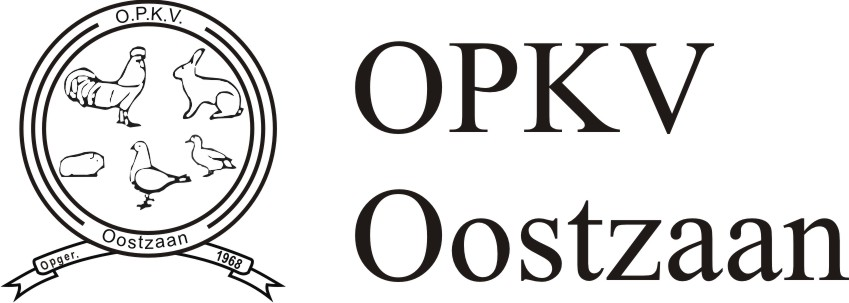 O.P.K.V.
Oostzaan
Opger. 1968
OPKV
Oostzaan